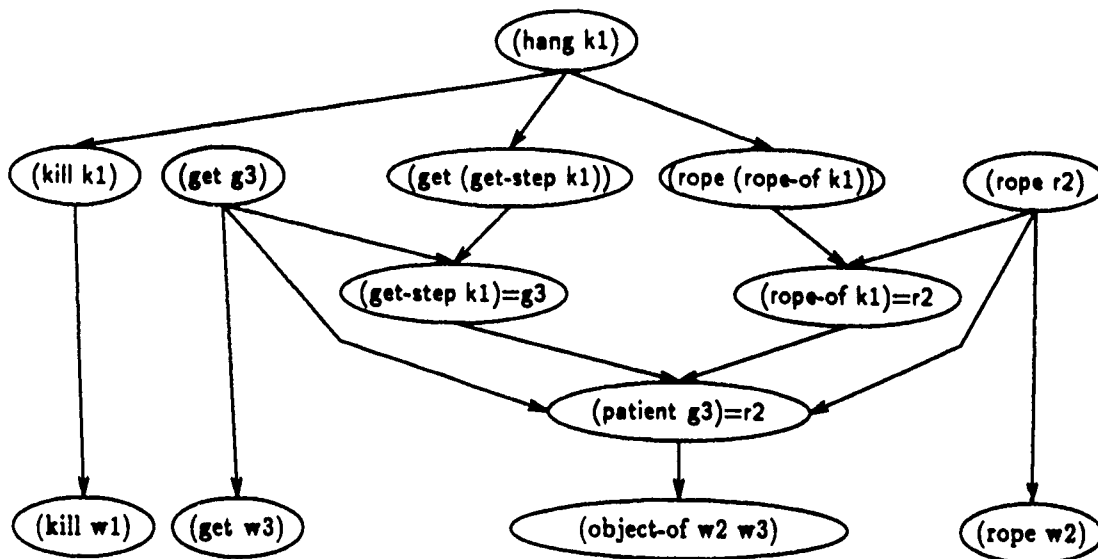 (hang k1)
(kill k1)
(get g3)
(get (get-step k1))
(rope (rope-of k1))
(rope r2)
(get-step k1)=g3
(rope-of k1)=r2
(patient g3)=r2
(kill w1)
(get w3)
(object-of w2 w3)
(rope w2)